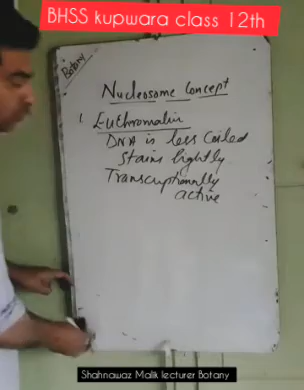 BHSS kupwara class 12th
Botany
Nucleosome Concept
1. Euchromatin
DNA is less Coiled
Stains lightly
Transcriptionally
active
Shahnawaz Malik lecturer Botany